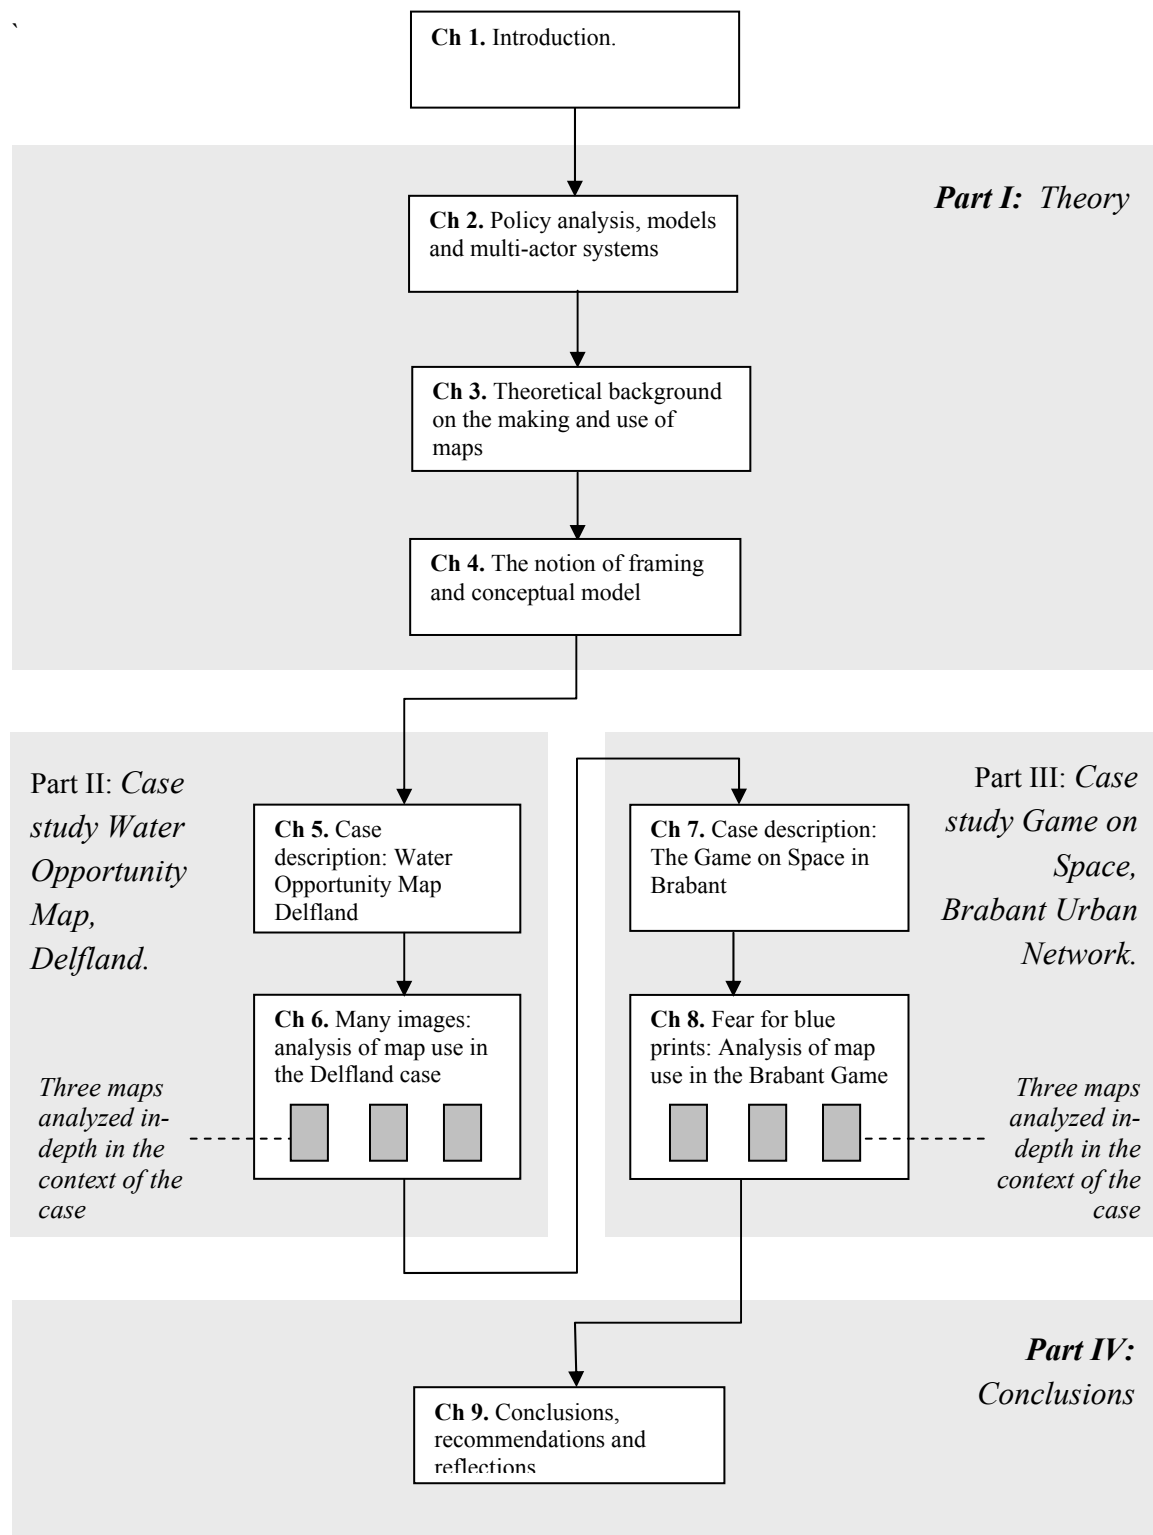 `
Ch 1. Introduction.
Part I: Theory
Ch 2. Policy analysis, models
and multi-actor systems
Ch 3. Theoretical background
on the making and use of
maps
Ch 4. The notion of framing
and conceptual model
Part II: Case
study Water
Opportunity
Map,
Delfland.
Ch 5. Case
description: Water
Opportunity Map
Delfland
Ch 6. Many images:
analysis of map use in
the Delfland case
Three maps
analyzed in-
depth in the
context of the
case
Part III: Case
study Game on
Space,
Brabant Urban
Network.
Ch 7. Case description:
The Game on Space in
Brabant
Ch 8. Fear for blue
prints: Analysis of map
use in the Brabant Game
Three maps
analyzed in-
depth in the
context of the
case
Part IV:
Conclusions
Ch 9. Conclusions,
recommendations and
reflections